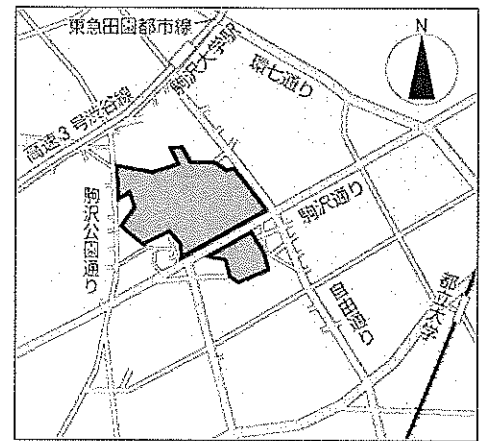 東急田園都市線
N
駒沢大学駅
環七通り
高速3号渋谷線
駒沢公園通り
駒沢通り
自由通り
都立大学